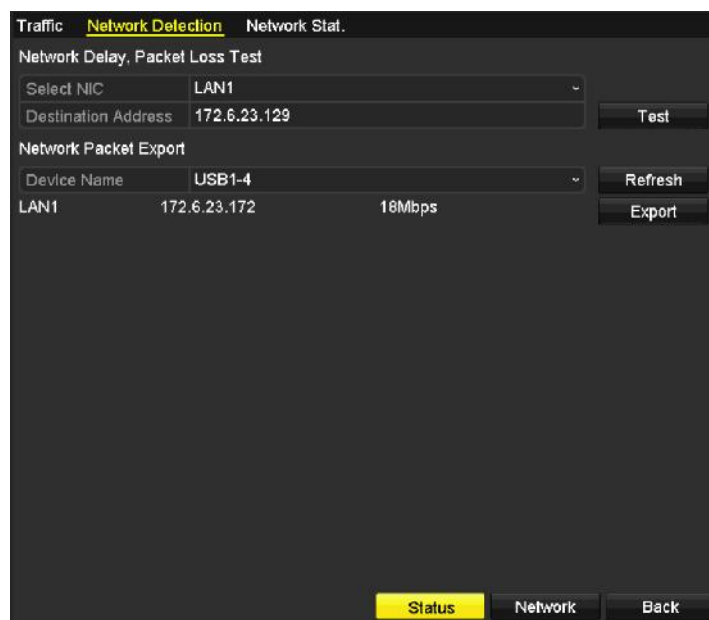 Traffic Network Detection Network Stat.
Network Delay, Packet Loss Test
Select NIC LAN1
Destination Address 172.6.23.129 Test
Network Packet Export
Device Name USB1-4 Refresh
LAN1 172.6.23.172 18Mbps Export
Status Network Back